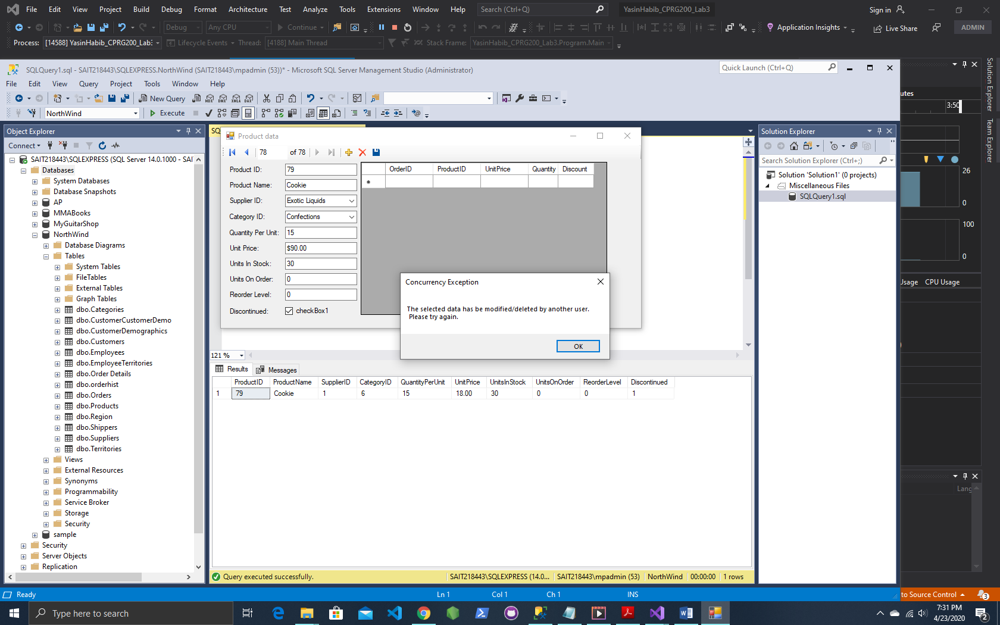 File Edit View Project Build Debug Format Architecture Test Analyze Tools Extensions Window Help Search (Ctrl+Q) YasinHabib_CPRG200_Lab3 Sign in
Debug Any CPU Continue Application Insights Live Share ADMIN
Process: [14588] YasinHabib_CPRG200_Lab3 Lifecycle Events Thread: [4188] Main Thread Stack Frame: YasinHabib_CPRG200_Lab3.Program.Main
SQLQuery1.sql - SAIT218443\SQLEXPRESS.NorthWind (SAIT218443\mpadmin (53))* - Microsoft SQL Server Management Studio (Administrator) Quick Launch (Ctrl+Q)
File Edit View Query Project Tools Window Help
New Query MDX DMX XMLA DAX
NorthWind Execute
Object Explorer
Connect
SAIT218443\SQLEXPRESS (SQL Server 14.0.1000 - SAI
Databases
System Databases
Database Snapshots
AP
MMABooks
MyGuitarShop
NorthWind
Database Diagrams
Tables
System Tables
FileTables
External Tables
Graph Tables
dbo.Categories
dbo.CustomerCustomerDemo
dbo.CustomerDemographics
dbo.Customers
dbo.Employees
dbo.EmployeeTerritories
dbo.Order Details
dbo.orderhist
dbo.Orders
dbo.Products
dbo.Region
dbo.Shippers
dbo.Suppliers
dbo.Territories
Views
External Resources
Synonyms
Programmability
Service Broker
Storage
Security
sample
Security
Server Objects
Replication
SQ
Product data
78 of 78
Product ID: 79
Product Name: Cookie
Supplier ID: Exotic Liquids
Category ID: Confections
Quantity Per Unit: 15
Unit Price: $90.00
Units In Stock: 30
Units On Order: 0
Reorder Level: 0
Discontinued: checkBox1
OrderID ProductID UnitPrice Quantity Discount
*
Concurrency Exception
The selected data has be modified/deleted by another user.
Please try again.
OK
121 %
Results Messages
ProductID ProductName SupplierID CategoryID QuantityPerUnit UnitPrice UnitsInStock UnitsOnOrder ReorderLevel Discontinued
1 79 Cookie 1 6 15 18.00 30 0 0 1
Query executed successfully. SAIT218443\SQLEXPRESS (14.0... SAIT218443\mpadmin (53) NorthWind 00:00:00 1 rows
Solution Explorer
Search Solution Explorer (Ctrl+;)
Solution 'Solution1' (0 projects)
Miscellaneous Files
SQLQuery1.sql
utes
3:50
26
0
100
0
Usage CPU Usage
Lang
Solution Explorer
Team Explorer
Ready Ln 1 Col 1 Ch 1 INS
to Source Control 3
Type here to search
7:31 PM
4/23/2020
2